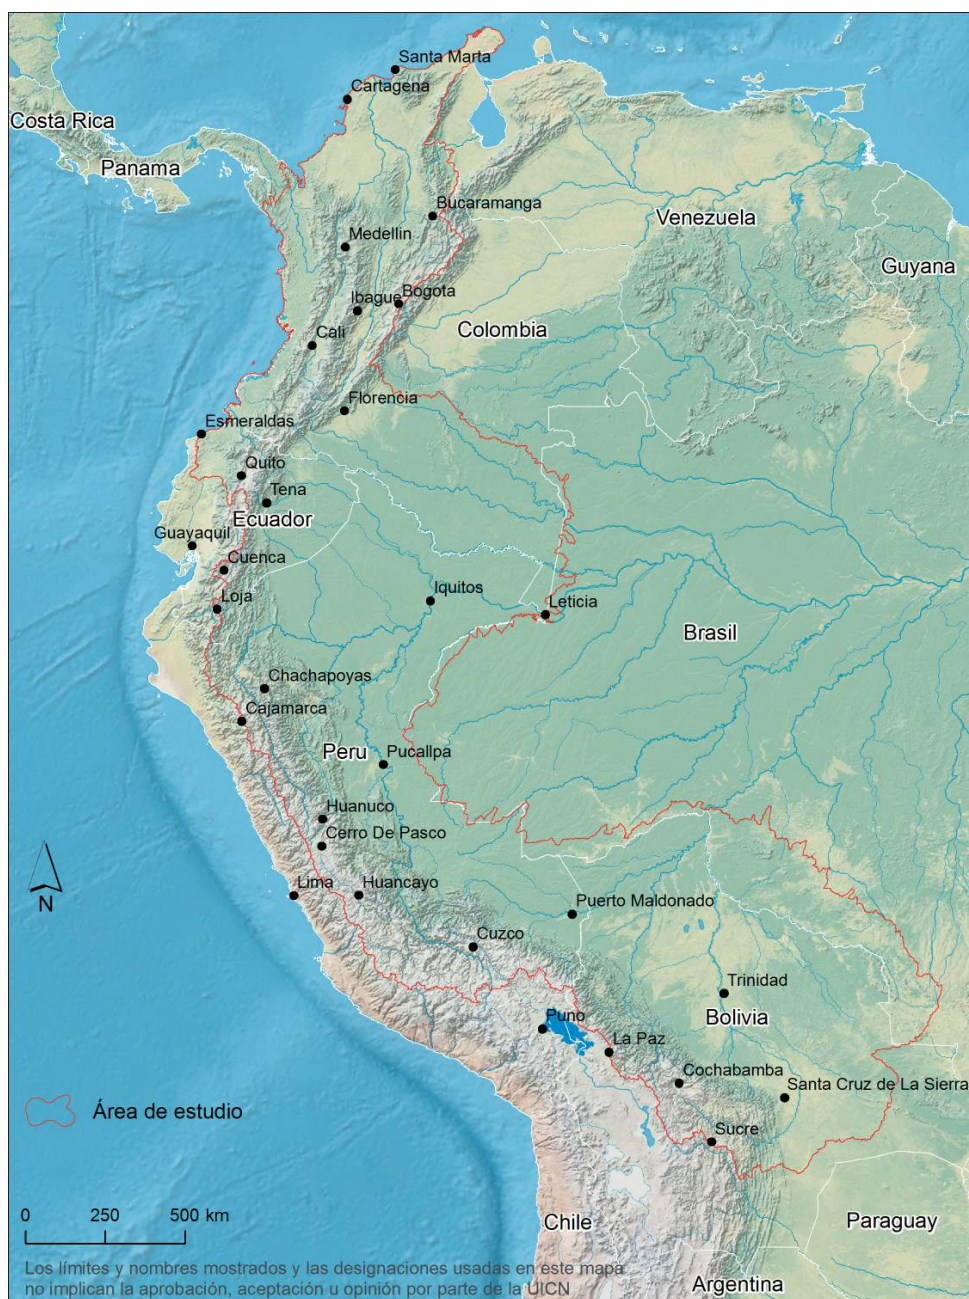 Santa Marta
Cartagena
Costa Rica
Panama
Bucaramanga
Venezuela
Medellin
Guyana
Ibague
Bogota
Colombia
Cali
Florencia
Esmeraldas
Quito
Tena
Ecuador
Guayaquil
Cuenca
Iquitos
Loja
Leticia
Brasil
Chachapoyas
Cajamarca
Peru
Pucallpa
Huanuco
Cerro De Pasco
Lima
Huancayo
N
Puerto Maldonado
Cuzco
Trinidad
Puno
Bolivia
La Paz
Cochabamba
Santa Cruz de La Sierra
Área de estudio
Sucre
0 250 500 km
Chile
Paraguay
Los límites y nombres mostrados y las designaciones usadas en este mapa
no implican la aprobación, aceptación u opinión por parte de la UICN
Argentina